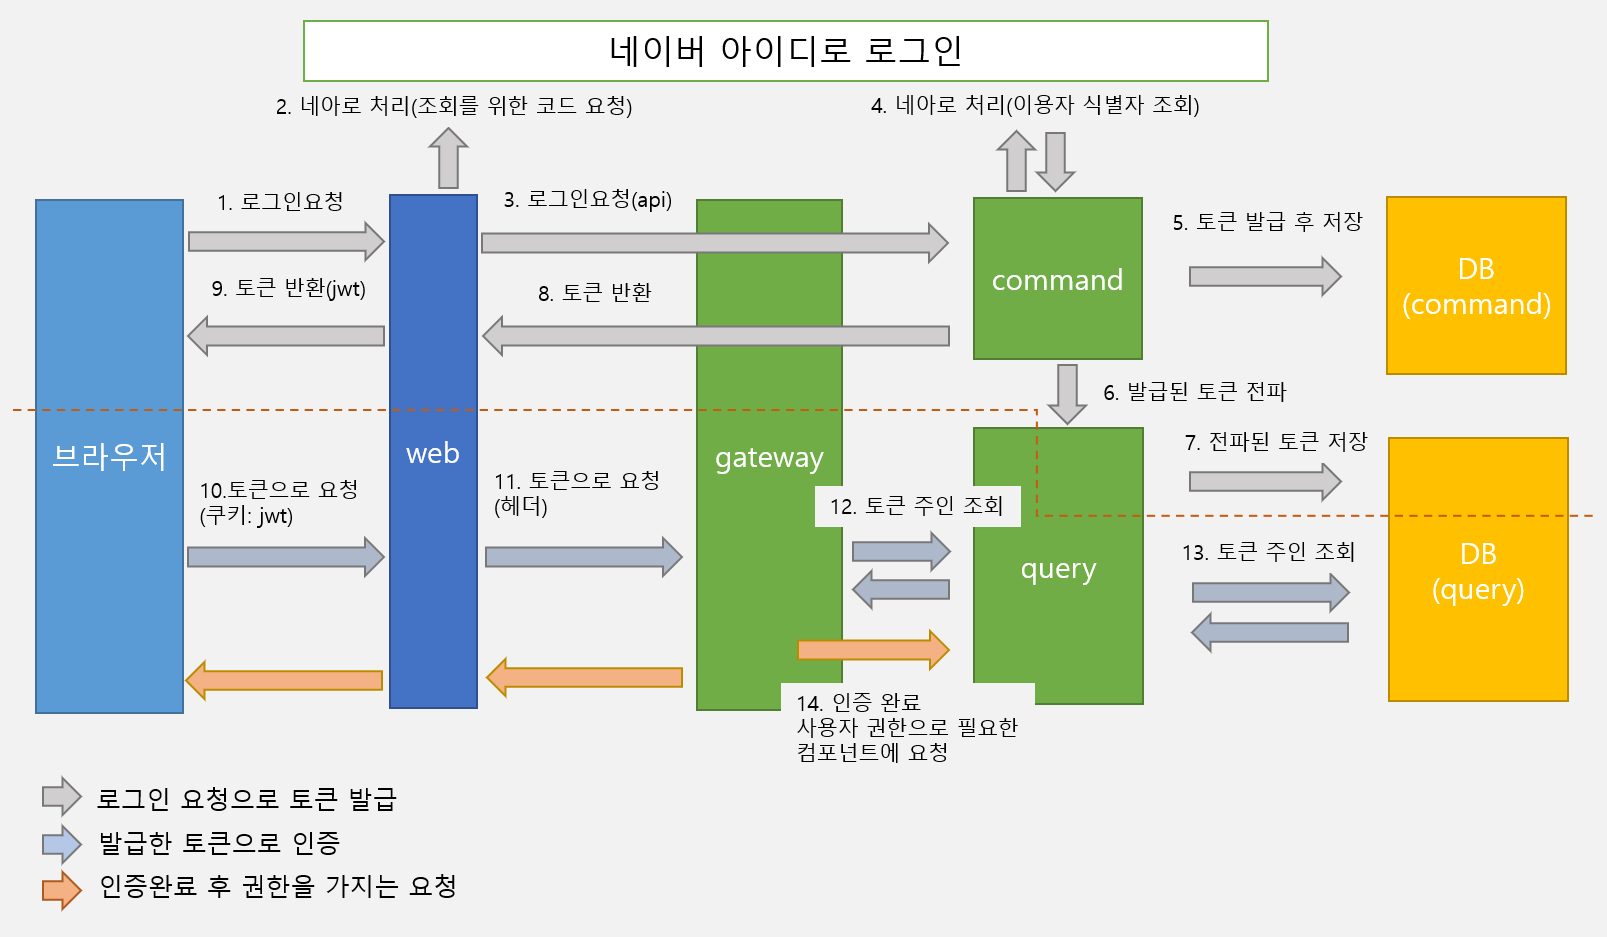 네이버 아이디로 로그인
2. 네아로 처리(조회를 위한 코드 요청)
4. 네아로 처리(이용자 식별자 조회)
1. 로그인요청
3. 로그인요청(api)
5. 토큰 발급 후 저장
command
DB
(command)
9. 토큰 반환(jwt)
8. 토큰 반환
6. 발급된 토큰 전파
브라우저
web
gateway
7. 전파된 토큰 저장
10.토큰으로 요청
(쿠키: jwt)
11. 토큰으로 요청
(헤더)
12. 토큰 주인 조회
query
13. 토큰 주인 조회
DB
(query)
14. 인증 완료
사용자 권한으로 필요한
컴포넌트에 요청
로그인 요청으로 토큰 발급
발급한 토큰으로 인증
인증완료 후 권한을 가지는 요청